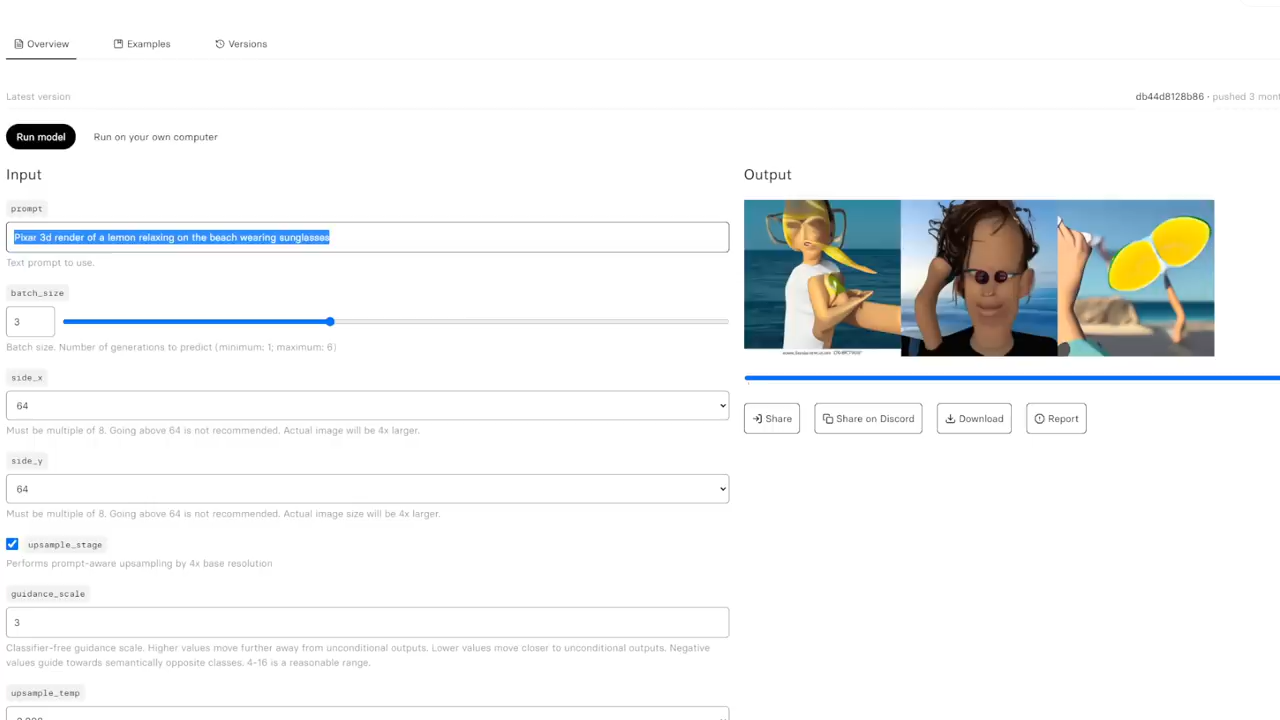 Overview
Examples
Versions
Latest version
db44d8128b86 · pushed 3 mont
Run model
Run on your own computer
Input
prompt
Pixar 3d render of a lemon relaxing on the beach wearing sunglasses
Text prompt to use.
batch_size
3
Batch size. Number of generations to predict (minimum: 1; maximum: 6)
side_x
64
Must be multiple of 8. Going above 64 is not recommended. Actual image will be 4x larger.
side_y
64
Must be multiple of 8. Going above 64 is not recommended. Actual image size will be 4x larger.
upsample_stage
Performs prompt-aware upsampling by 4x base resolution
guidance_scale
3
Classifier-free guidance scale. Higher values move further away from unconditional outputs. Lower values move closer to unconditional outputs. Negative
values guide towards semantically opposite classes. 4-16 is a reasonable range.
upsample_temp
Output
Share
Share on Discord
Download
Report